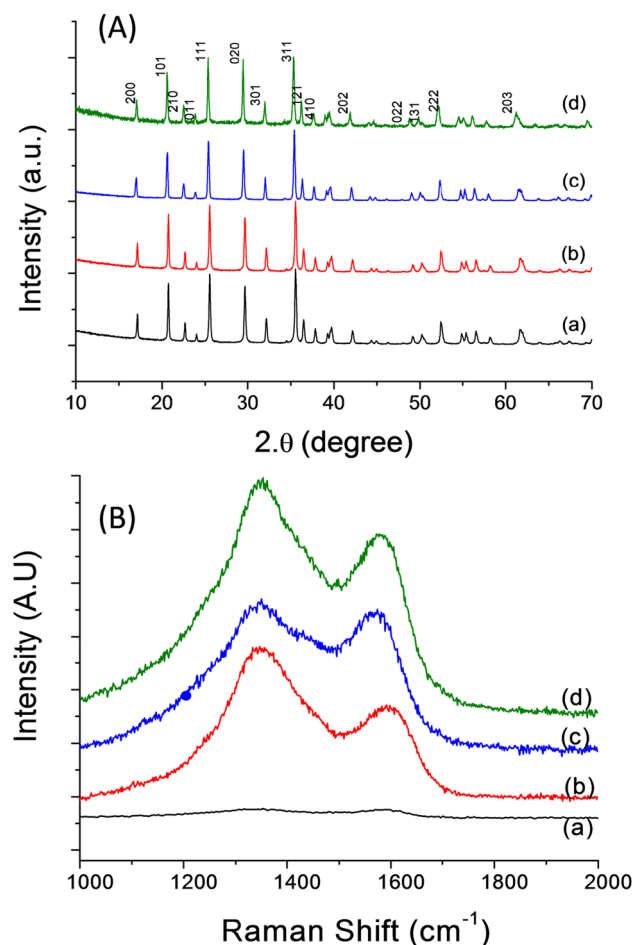 (A)
Intensity (a.u.)
200
101
210
011
111
020
301
311
121
410
202
022
131
222
203
(d)
(c)
(b)
(a)
10 20 30 40 50 60 70
2.θ (degree)
(B)
Intensity (A.U)
(d)
(c)
(b)
(a)
1000 1200 1400 1600 1800 2000
Raman Shift (cm⁻¹)